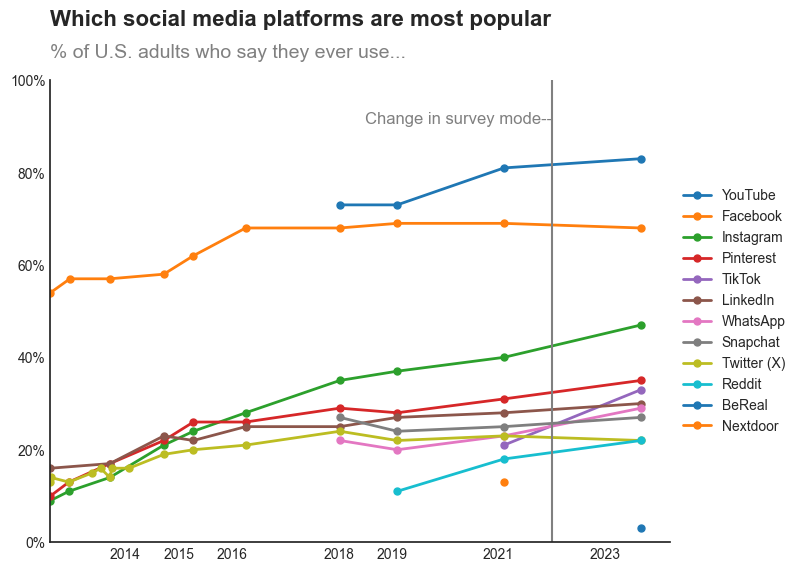 Which social media platforms are most popular
% of U.S. adults who say they ever use...
100%
Change in survey mode--
80%
60%
40%
20%
0%
2014 2015 2016 2018 2019 2021 2023
YouTube
Facebook
Instagram
Pinterest
TikTok
LinkedIn
WhatsApp
Snapchat
Twitter (X)
Reddit
BeReal
Nextdoor